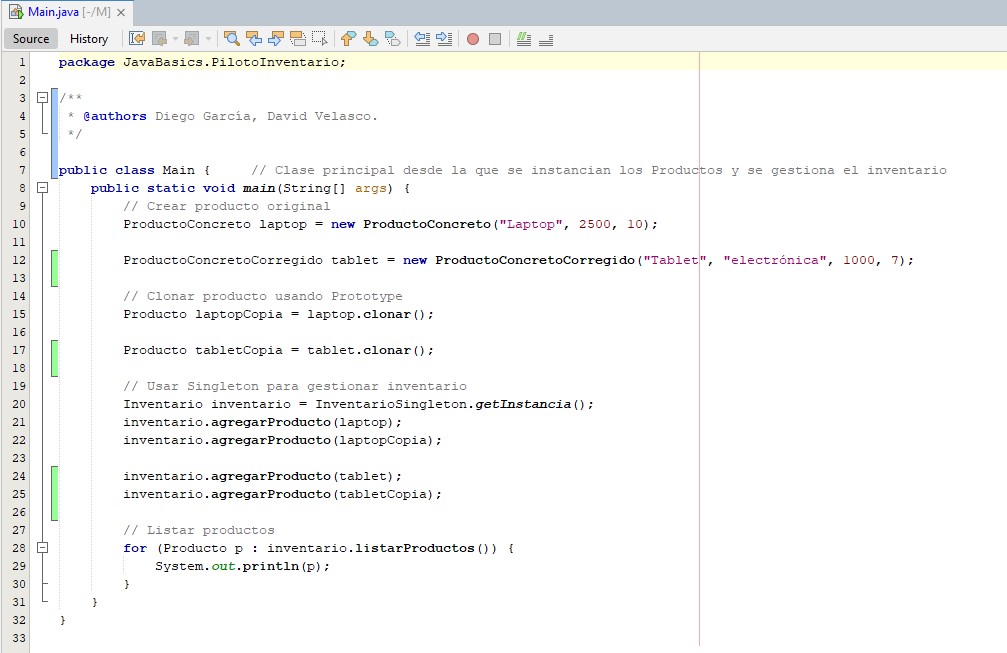 Main.java [-/M]
Source History
1 package JavaBasics.PilotoInventario;
2
3 /**
4 * @authors Diego García, David Velasco.
5 */
6
7 public class Main { // Clase principal desde la que se instancian los Productos y se gestiona el inventario
8 public static void main(String[] args) {
9 // Crear producto original
10 ProductoConcreto laptop = new ProductoConcreto("Laptop", 2500, 10);
11
12 ProductoConcretoCorregido tablet = new ProductoConcretoCorregido("Tablet", "electrónica", 1000, 7);
13
14 // Clonar producto usando Prototype
15 Producto laptopCopia = laptop.clonar();
16
17 Producto tabletCopia = tablet.clonar();
18
19 // Usar Singleton para gestionar inventario
20 Inventario inventario = InventarioSingleton.getInstancia();
21 inventario.agregarProducto(laptop);
22 inventario.agregarProducto(laptopCopia);
23
24 inventario.agregarProducto(tablet);
25 inventario.agregarProducto(tabletCopia);
26
27 // Listar productos
28 for (Producto p : inventario.listarProductos()) {
29 System.out.println(p);
30 }
31 }
32 }
33